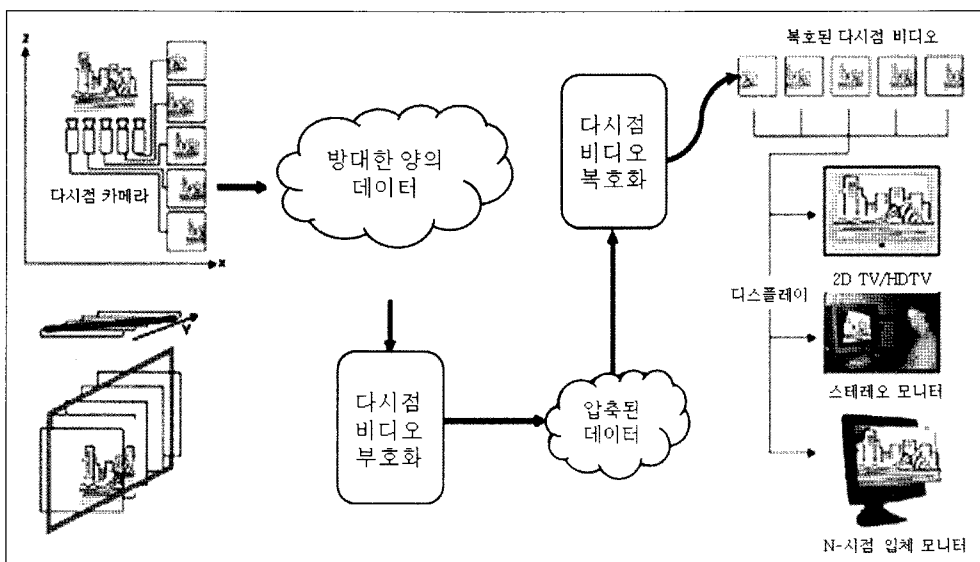 z
다시점 카메라
x
Y
방대한 양의
데이터
다시점
비디오
부호화
압축된
데이터
다시점
비디오
복호화
복호된 다시점 비디오
디스플레이
2D TV/HDTV
스테레오 모니터
N-시점 입체 모니터